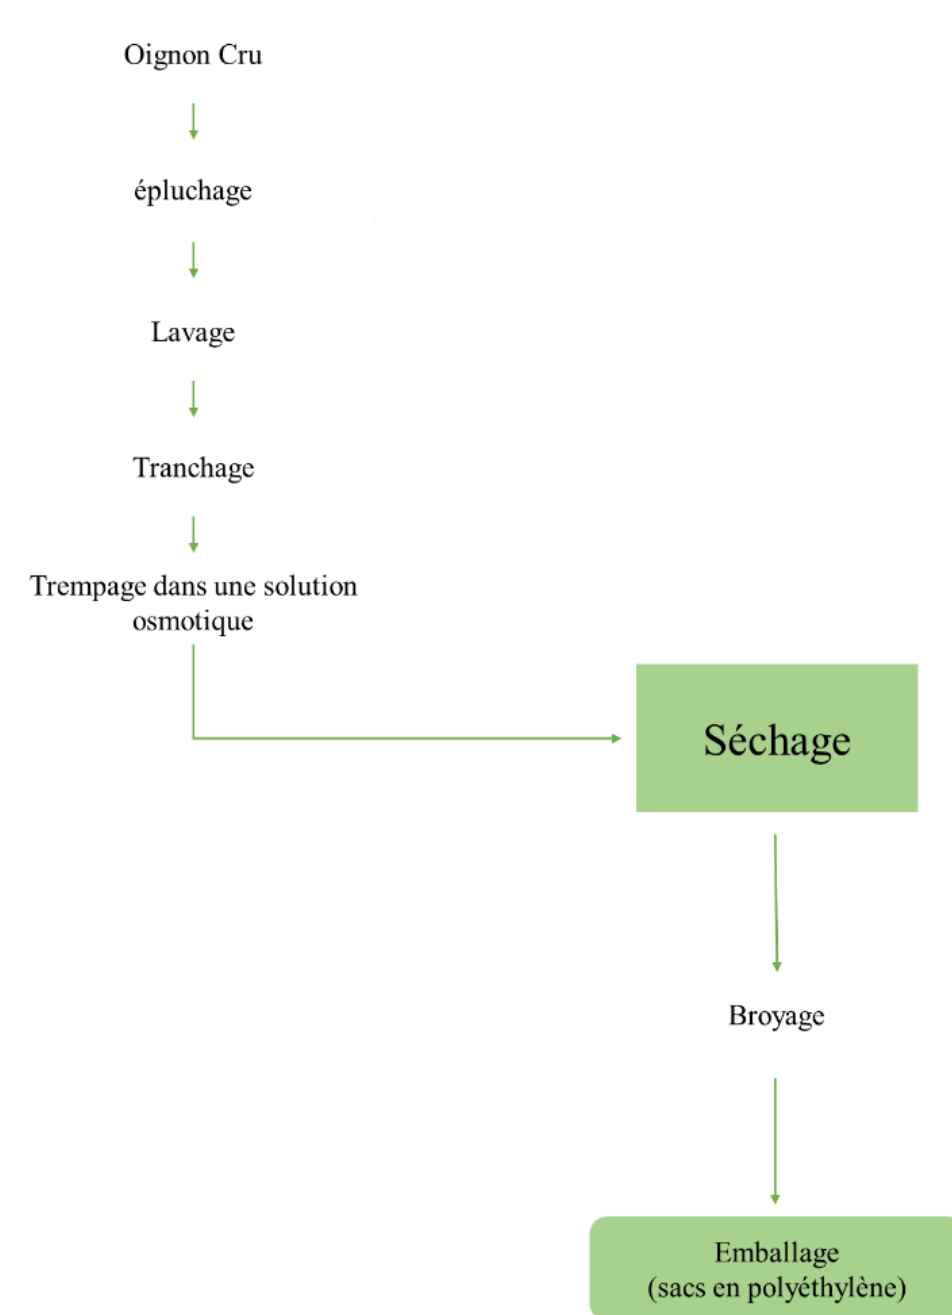 Oignon Cru
épluchage
Lavage
Tranchage
Trempage dans une solution
osmotique
Séchage
Broyage
Emballage
(sacs en polyéthylène)